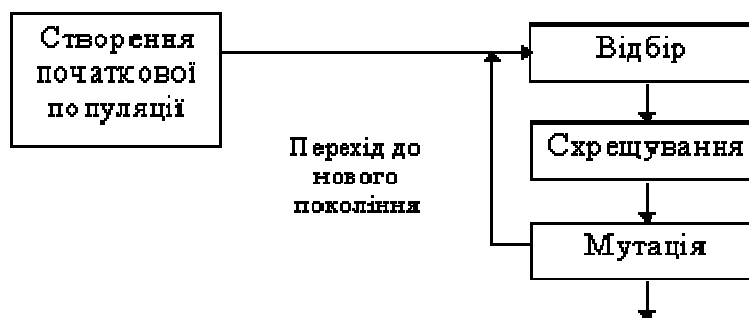 Створення
початкової
популяції
Відбір
Схрещування
Перехід до
нового
покоління
Мутація